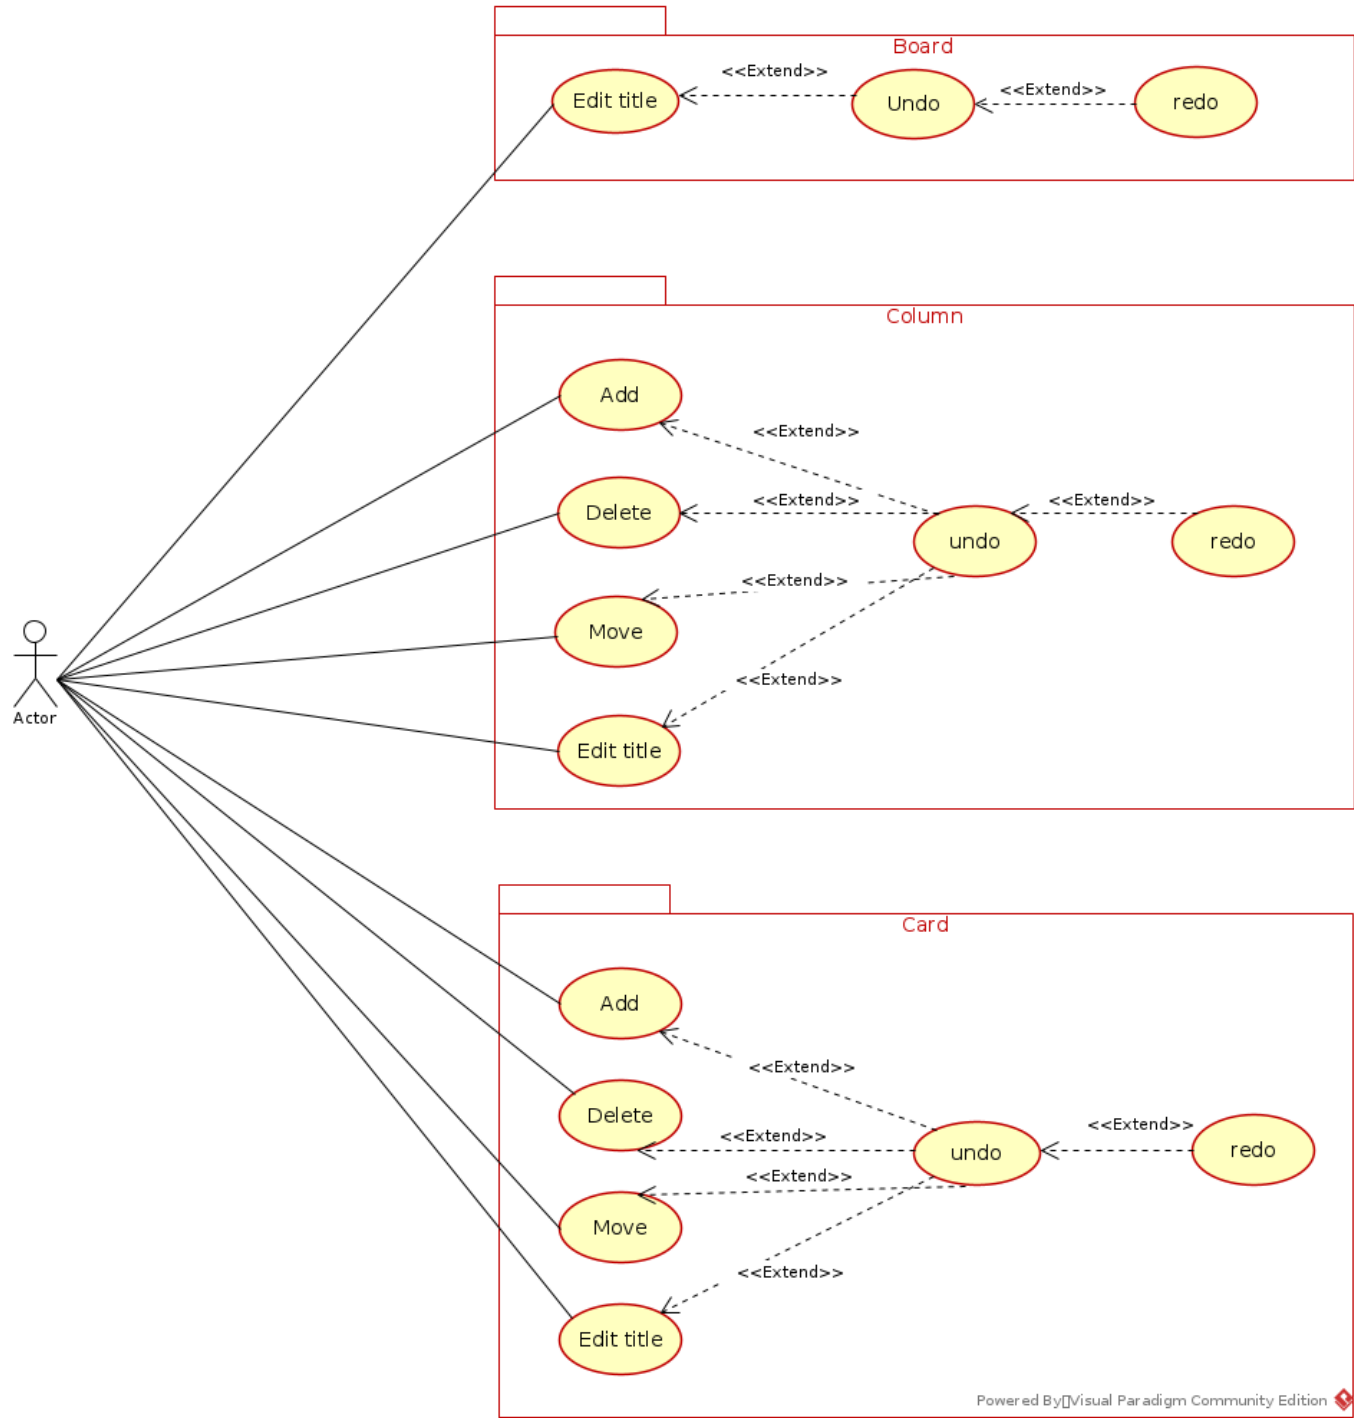 Board
<<Extend>>
Edit title
Undo
<<Extend>>
redo
Column
Add
<<Extend>>
Delete
<<Extend>>
undo
<<Extend>>
redo
Move
<<Extend>>
<<Extend>>
Edit title
Actor
Card
Add
<<Extend>>
Delete
<<Extend>>
undo
<<Extend>>
redo
<<Extend>>
Move
<<Extend>>
Edit title
Powered By▯Visual Paradigm Community Edition